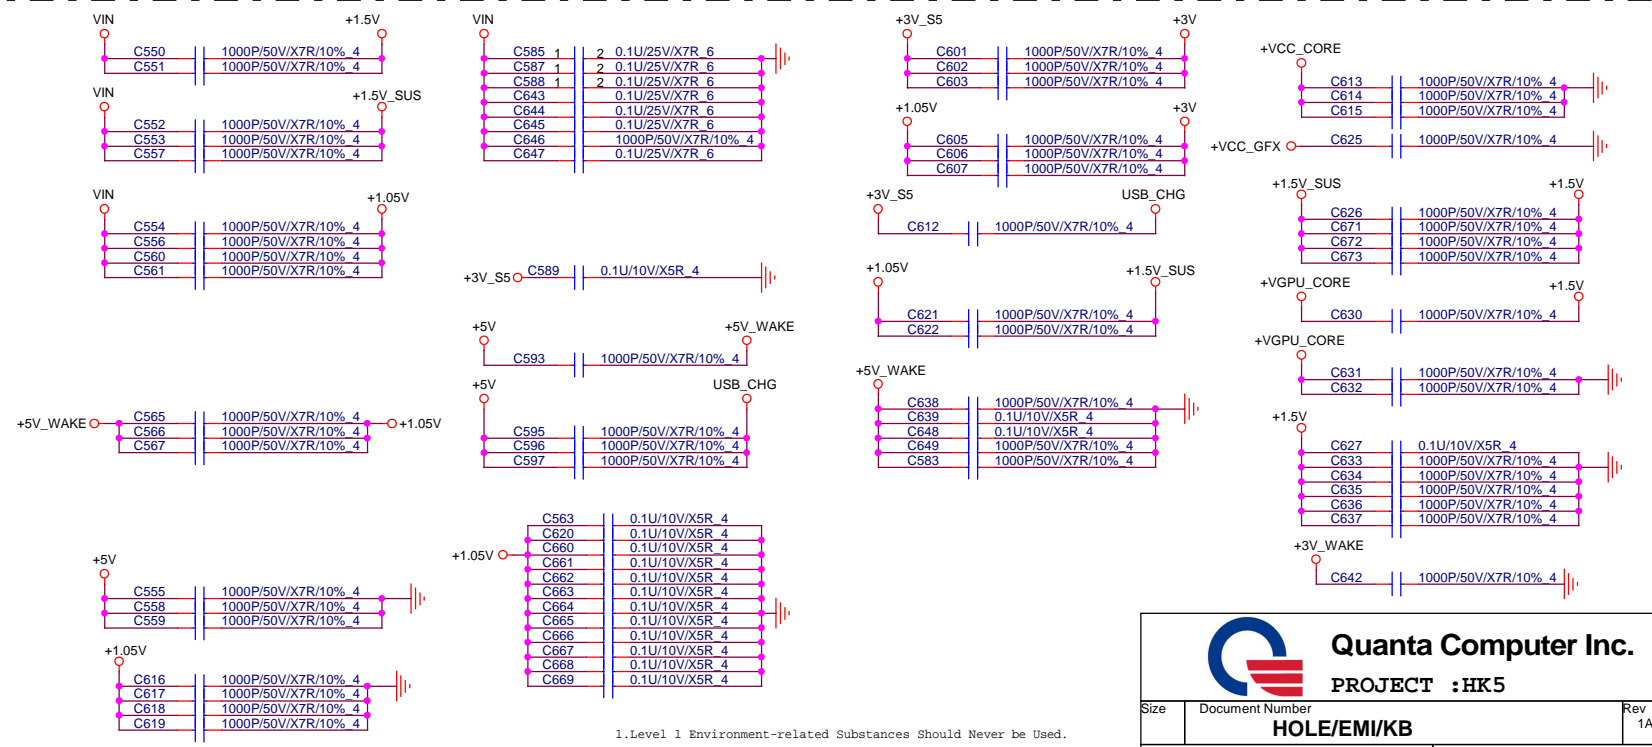 VIN +1.5V
C550 1000P/50V/X7R/10%_4
C551 1000P/50V/X7R/10%_4
VIN +1.5V_SUS
C552 1000P/50V/X7R/10%_4
C553 1000P/50V/X7R/10%_4
C557 1000P/50V/X7R/10%_4
VIN +1.05V
C554 1000P/50V/X7R/10%_4
C556 1000P/50V/X7R/10%_4
C560 1000P/50V/X7R/10%_4
C561 1000P/50V/X7R/10%_4
+5V_WAKE +1.05V
C565 1000P/50V/X7R/10%_4
C566 1000P/50V/X7R/10%_4
C567 1000P/50V/X7R/10%_4
+5V
C555 1000P/50V/X7R/10%_4
C558 1000P/50V/X7R/10%_4
C559 1000P/50V/X7R/10%_4
+1.05V
C616 1000P/50V/X7R/10%_4
C617 1000P/50V/X7R/10%_4
C618 1000P/50V/X7R/10%_4
C619 1000P/50V/X7R/10%_4
VIN
C585 1 2 0.1U/25V/X7R_6
C587 1 2 0.1U/25V/X7R_6
C588 1 2 0.1U/25V/X7R_6
C643 0.1U/25V/X7R_6
C644 0.1U/25V/X7R_6
C645 0.1U/25V/X7R_6
C646 1000P/50V/X7R/10%_4
C647 0.1U/25V/X7R_6
+3V_S5 C589 0.1U/10V/X5R_4
+5V +5V_WAKE
C593 1000P/50V/X7R/10%_4
+5V USB_CHG
C595 1000P/50V/X7R/10%_4
C596 1000P/50V/X7R/10%_4
C597 1000P/50V/X7R/10%_4
+1.05V
C563 0.1U/10V/X5R_4
C620 0.1U/10V/X5R_4
C660 0.1U/10V/X5R_4
C661 0.1U/10V/X5R_4
C662 0.1U/10V/X5R_4
C663 0.1U/10V/X5R_4
C664 0.1U/10V/X5R_4
C665 0.1U/10V/X5R_4
C666 0.1U/10V/X5R_4
C667 0.1U/10V/X5R_4
C668 0.1U/10V/X5R_4
C669 0.1U/10V/X5R_4
+3V_S5 +3V
C601 1000P/50V/X7R/10%_4
C602 1000P/50V/X7R/10%_4
C603 1000P/50V/X7R/10%_4
+1.05V +3V
C605 1000P/50V/X7R/10%_4
C606 1000P/50V/X7R/10%_4
C607 1000P/50V/X7R/10%_4
+3V_S5 USB_CHG
C612 1000P/50V/X7R/10%_4
+1.05V +1.5V_SUS
C621 1000P/50V/X7R/10%_4
C622 1000P/50V/X7R/10%_4
+5V_WAKE
C638 1000P/50V/X7R/10%_4
C639 0.1U/10V/X5R_4
C648 0.1U/10V/X5R_4
C649 1000P/50V/X7R/10%_4
C583 1000P/50V/X7R/10%_4
+VCC_CORE
C613 1000P/50V/X7R/10%_4
C614 1000P/50V/X7R/10%_4
C615 1000P/50V/X7R/10%_4
+VCC_GFX C625 1000P/50V/X7R/10%_4
+1.5V_SUS +1.5V
C626 1000P/50V/X7R/10%_4
C671 1000P/50V/X7R/10%_4
C672 1000P/50V/X7R/10%_4
C673 1000P/50V/X7R/10%_4
+VGPU_CORE +1.5V
C630 1000P/50V/X7R/10%_4
+VGPU_CORE
C631 1000P/50V/X7R/10%_4
C632 1000P/50V/X7R/10%_4
+1.5V
C627 0.1U/10V/X5R_4
C633 1000P/50V/X7R/10%_4
C634 1000P/50V/X7R/10%_4
C635 1000P/50V/X7R/10%_4
C636 1000P/50V/X7R/10%_4
C637 1000P/50V/X7R/10%_4
+3V_WAKE
C642 1000P/50V/X7R/10%_4
Quanta Computer Inc.
PROJECT :HK5
Size Document Number Rev
HOLE/EMI/KB 1A
1.Level 1 Environment-related Substances Should Never be Used.